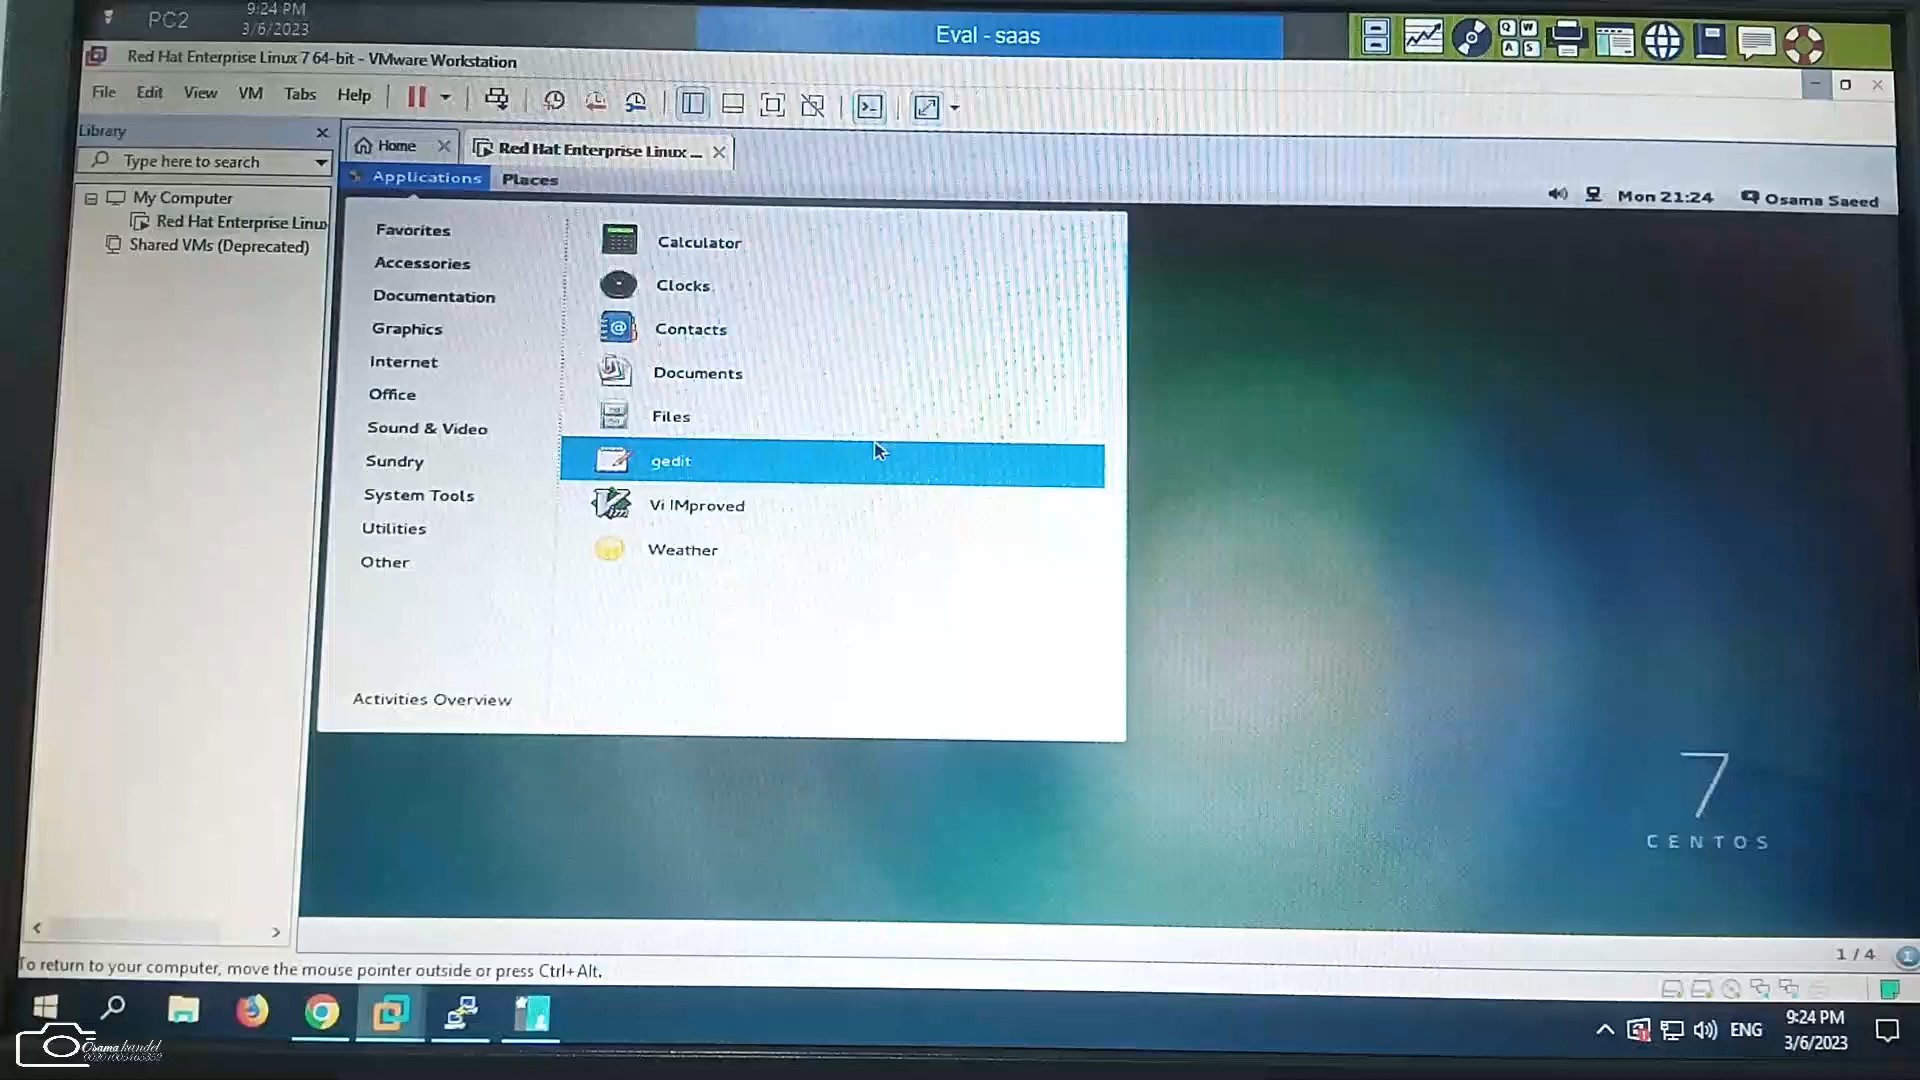 PC2
9:24 PM
3/6/2023
Eval - saas
Q W
A S
Red Hat Enterprise Linux 7 64-bit - VMware Workstation
File Edit View VM Tabs Help
Library
Home
Red Hat Enterprise Linux ...
Type here to search
Applications Places
Mon 21:24 Osama Saeed
My Computer
Red Hat Enterprise Linu
Shared VMs (Deprecated)
Favorites
Accessories
Documentation
Graphics
Internet
Office
Sound & Video
Sundry
System Tools
Utilities
Other
Activities Overview
Calculator
Clocks
Contacts
Documents
Files
gedit
Vi IMproved
Weather
7
CENTOS
1 / 4
To return to your computer, move the mouse pointer outside or press Ctrl+Alt.
ENG
9:24 PM
3/6/2023
Osama kandel